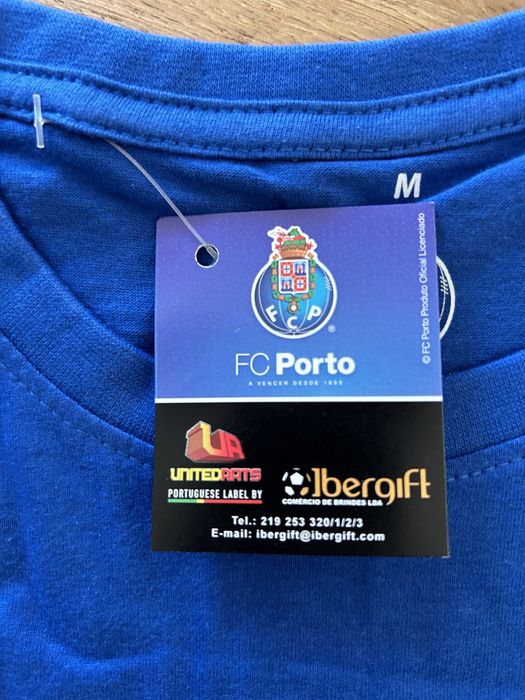 M
FCP
®
FC Porto
A VENCER DESDE 1893
© FC Porto Produto Oficial Licenciado
UA
UNITEDARTS
PORTUGUESE LABEL BY
Ibergift
COMÉRCIO DE BRINDES LDA
Tel.: 219 253 320/1/2/3
E-mail: ibergift@ibergift.com